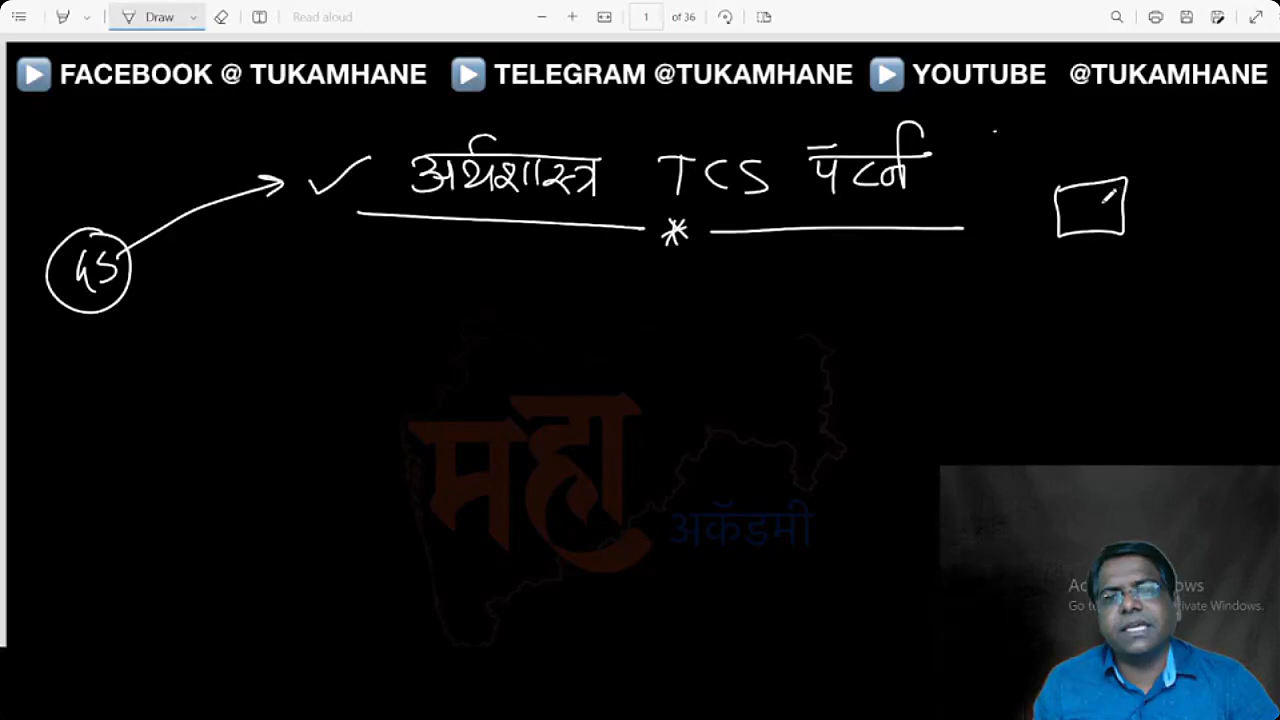 Draw
Read aloud
1 of 36
FACEBOOK @ TUKAMHANE TELEGRAM @TUKAMHANE YOUTUBE @TUKAMHANE
अर्थशास्त्र TCS पॅटर्न
GS
महा
अकॅडमी